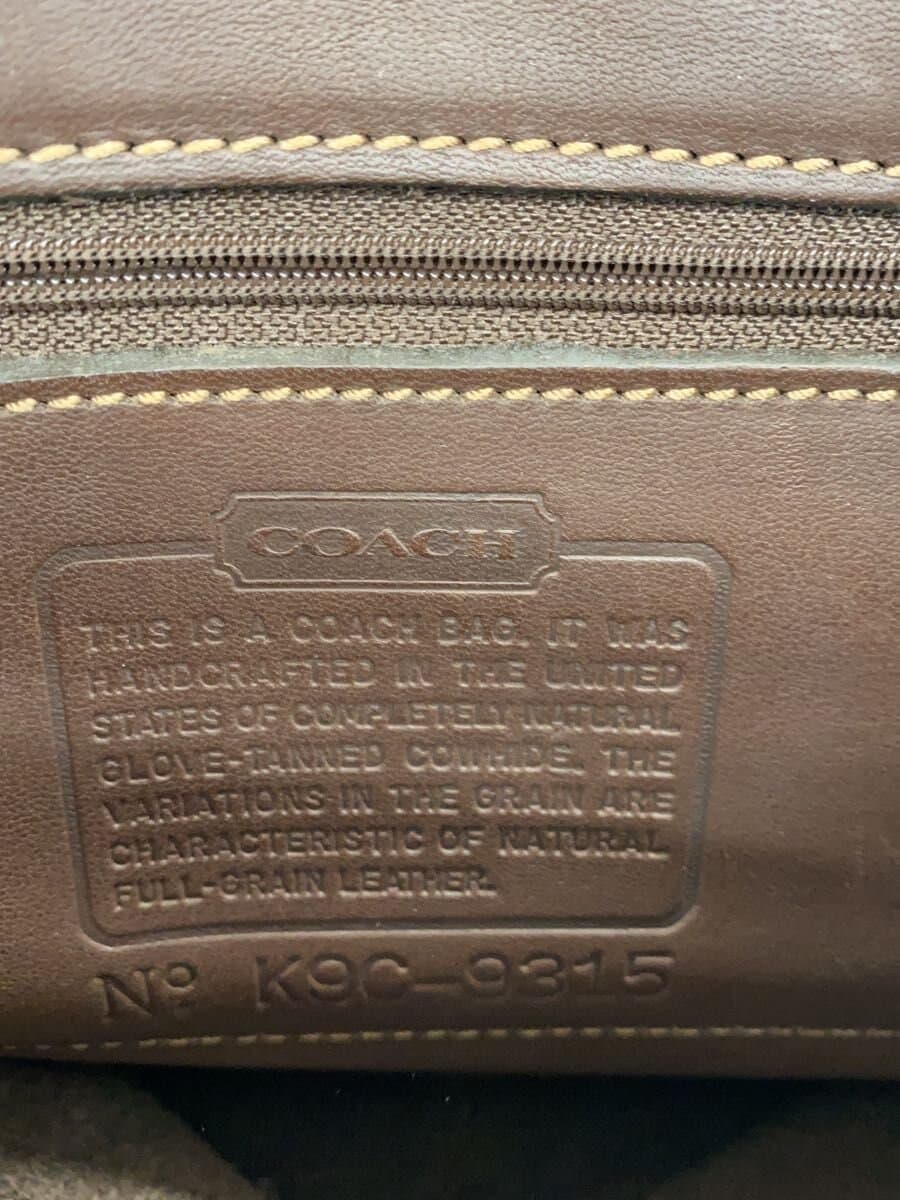 COACH
THIS IS A COACH BAG. IT WAS
HANDCRAFTED IN THE UNITED
STATES OF COMPLETELY NATURAL
GLOVE-TANNED COWHIDE. THE
VARIATIONS IN THE GRAIN ARE
CHARACTERISTIC OF NATURAL
FULL-GRAIN LEATHER.
Nº K9C-9315